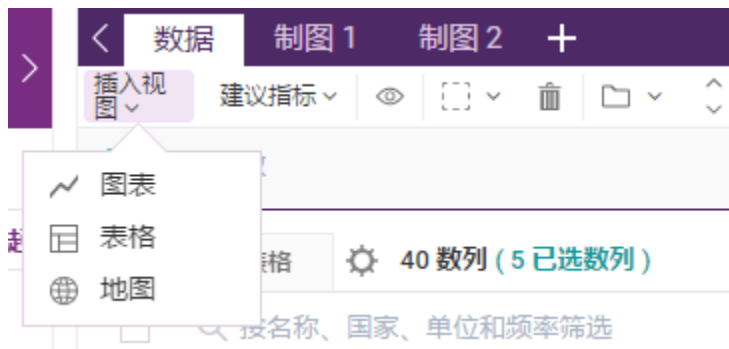 数据 制图 1 制图 2
插入视图 建议指标
图表
表格
地图
格 40 数列 ( 5 已选数列 )
按名称、国家、单位和频率筛选